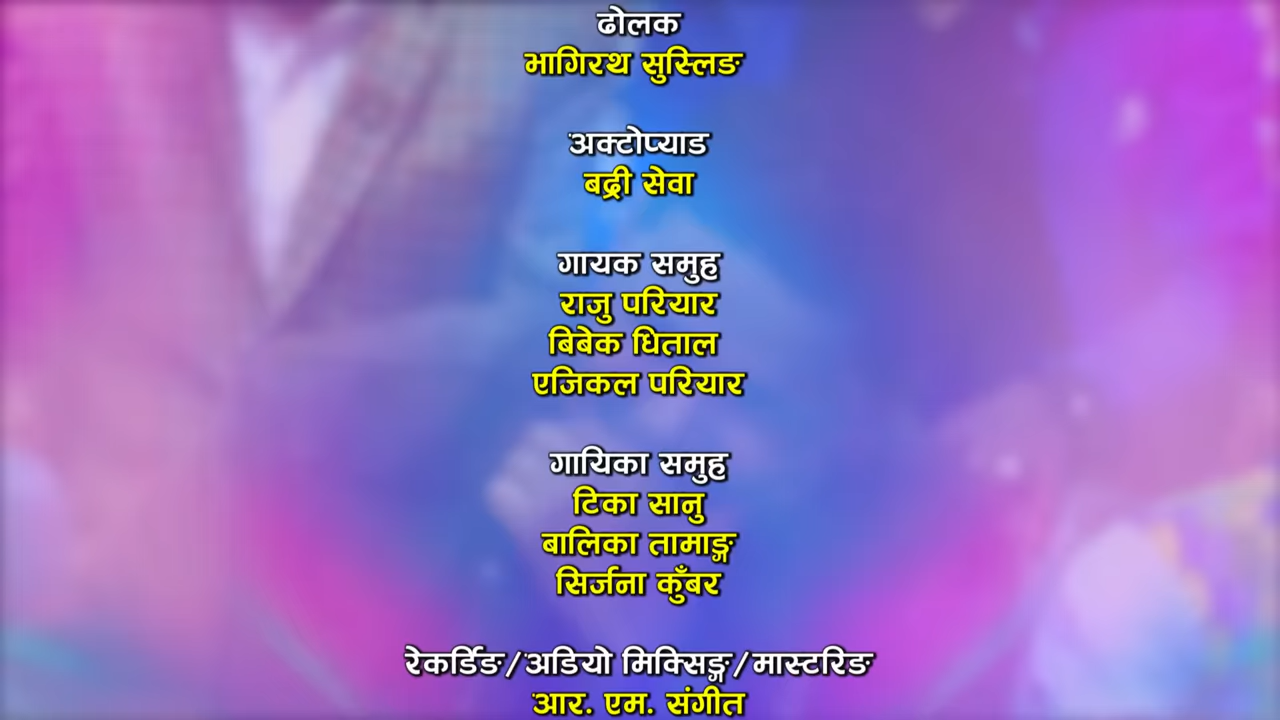 ढोलक
भागिरथ सुस्लिङ
अक्टोप्याड
बद्री सेवा
गायक समुह
राजु परियार
बिबेक धिताल
एजिकल परियार
गायिका समुह
टिका सानु
बालिका तामाङ्ग
सिर्जना कुँबर
रेकर्डिङ/अडियो मिक्सिङ्ग/मास्टरिङ
आर. एम. संगीत